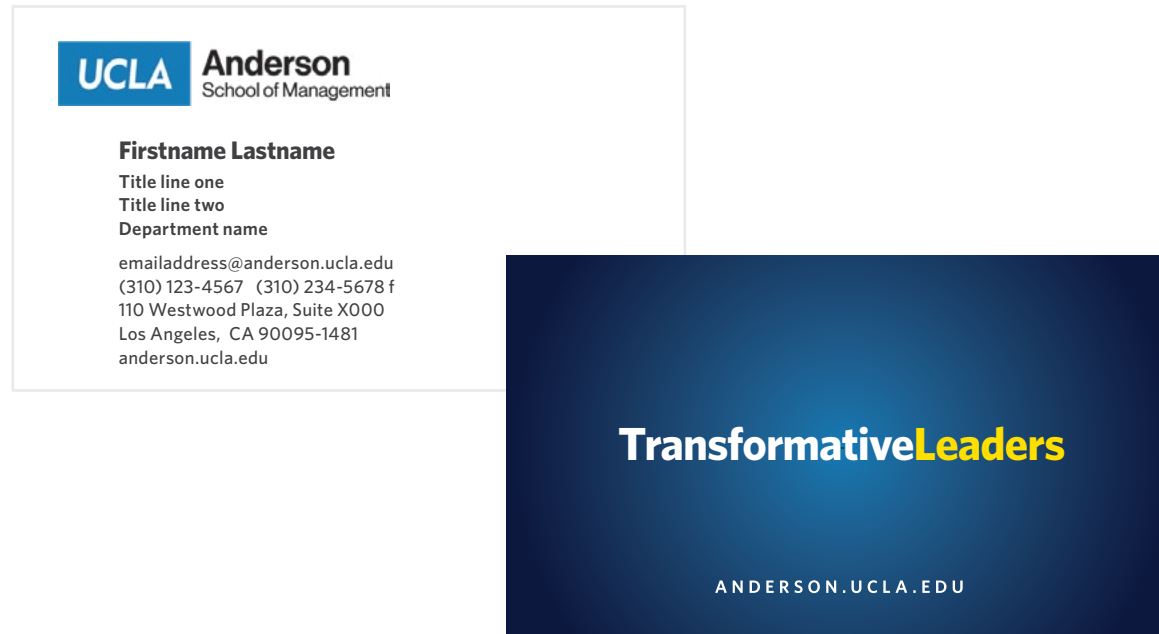 UCLA Anderson
School of Management
Firstname Lastname
Title line one
Title line two
Department name
emailaddress@anderson.ucla.edu
(310) 123-4567 (310) 234-5678 f
110 Westwood Plaza, Suite X000
Los Angeles, CA 90095-1481
anderson.ucla.edu
TransformativeLeaders
ANDERSON.UCLA.EDU